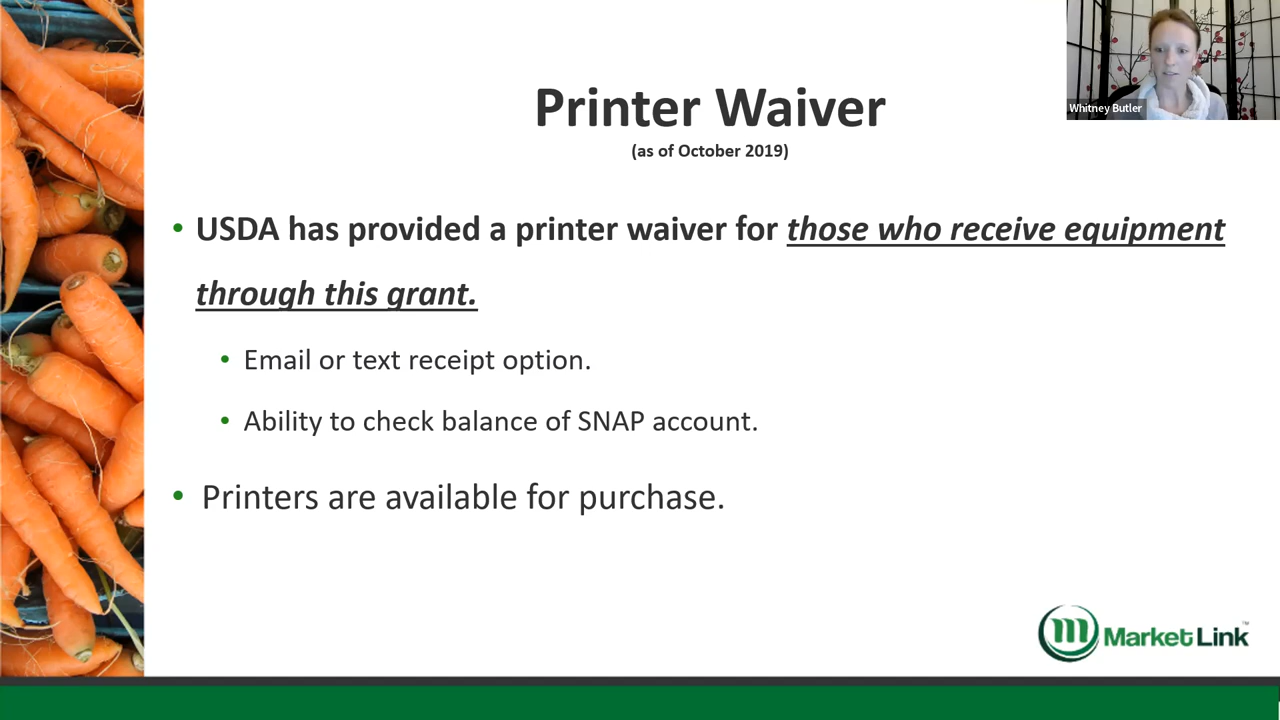 Whitney Butler
Printer Waiver
(as of October 2019)
• USDA has provided a printer waiver for those who receive equipment
through this grant.
• Email or text receipt option.
• Ability to check balance of SNAP account.
• Printers are available for purchase.
m MarketLink™